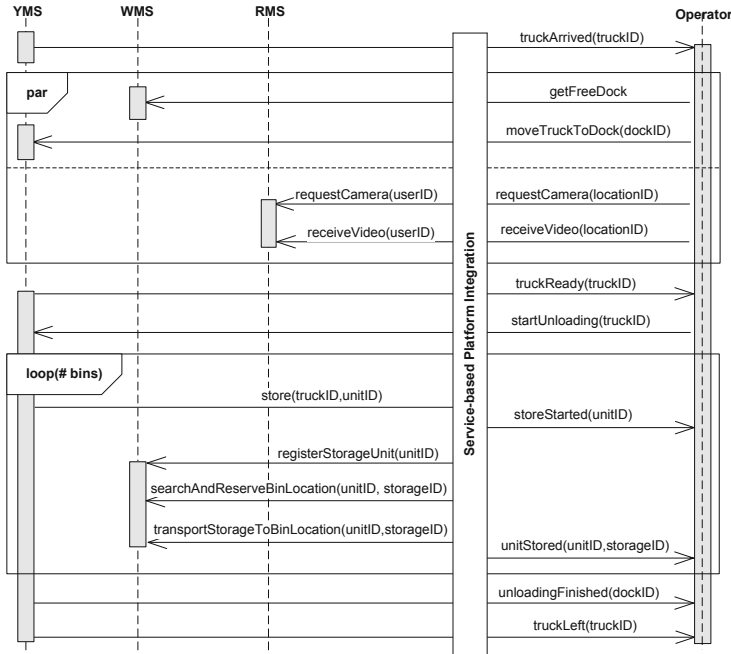 YMS WMS RMS Operator
truckArrived(truckID)
par
getFreeDock
moveTruckToDock(dockID)
requestCamera(userID) requestCamera(locationID)
receiveVideo(userID) receiveVideo(locationID)
Service-based Platform Integration
truckReady(truckID)
startUnloading(truckID)
loop(# bins)
store(truckID,unitID)
storeStarted(unitID)
registerStorageUnit(unitID)
searchAndReserveBinLocation(unitID, storageID)
transportStorageToBinLocation(unitID,storageID)
unitStored(unitID,storageID)
unloadingFinished(dockID)
truckLeft(truckID)